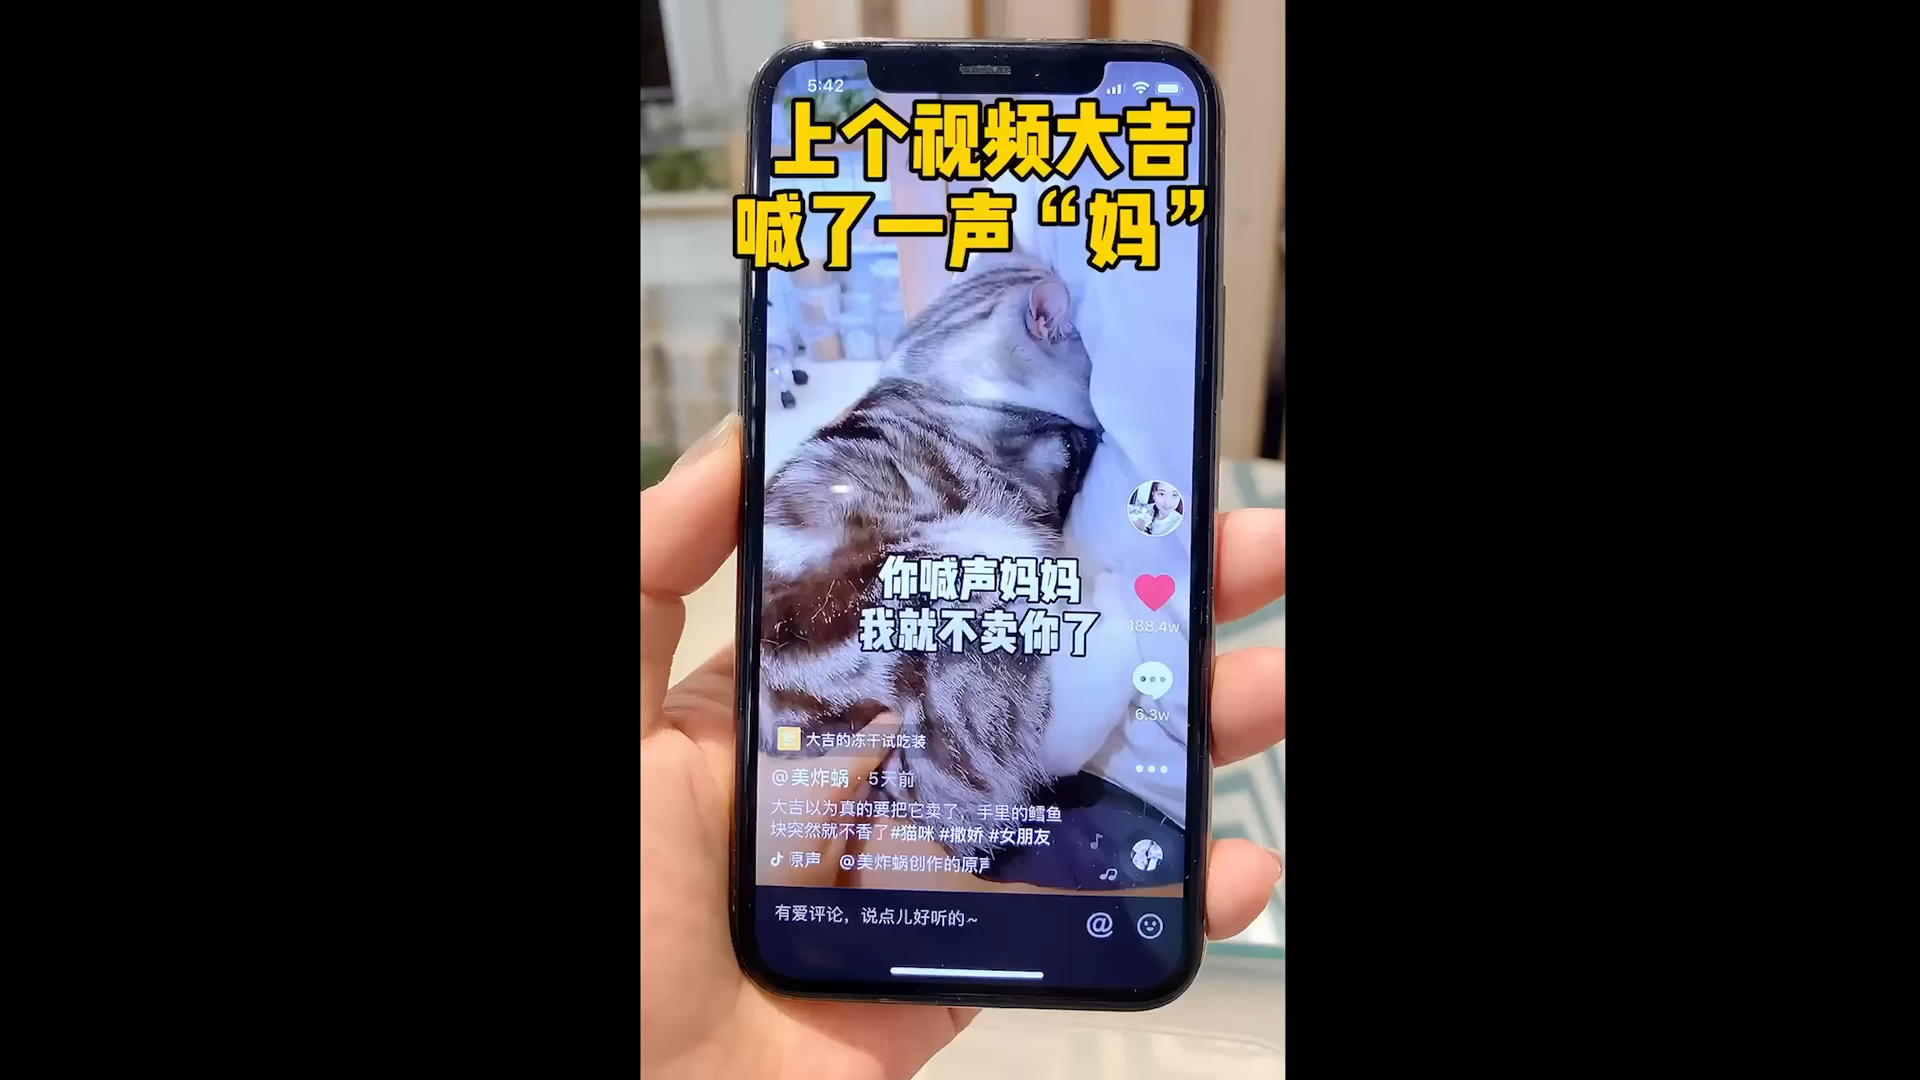 5:42
上个视频大吉
喊了一声“妈”
你喊声妈妈
我就不卖你了
188.4w
6.3w
大吉的冻干试吃装
@美炸蜗 · 5天前
大吉以为真的要把它卖了，手里的鳕鱼
块突然就不香了#猫咪 #撒娇 #女朋友
原声 @美炸蜗创作的原声
有爱评论，说点儿好听的~
@